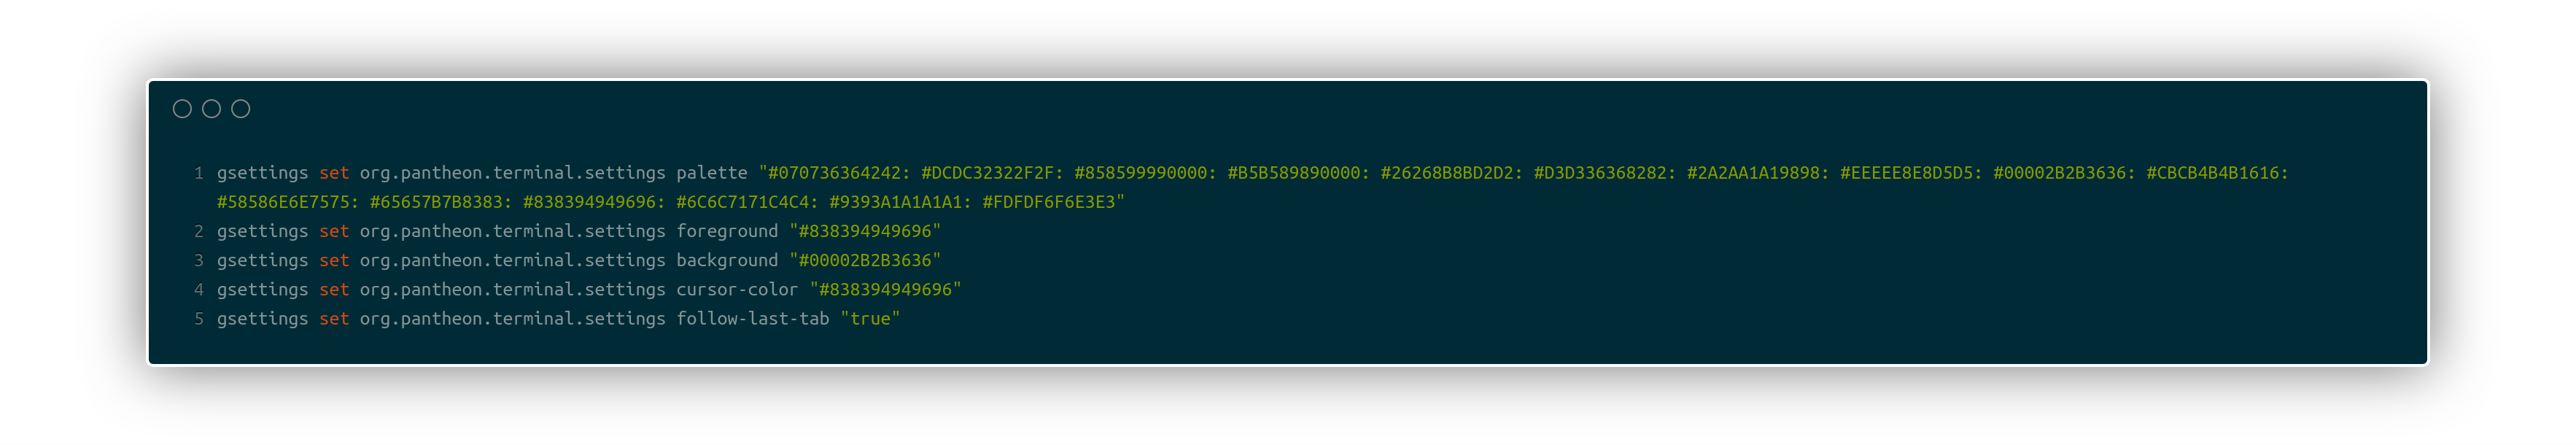 1 gsettings set org.pantheon.terminal.settings palette "#070736364242: #DCDC32322F2F: #858599990000: #B5B589890000: #26268B8BD2D2: #D3D336368282: #2A2AA1A19898: #EEEEE8E8D5D5: #00002B2B3636: #CBCB4B4B1616:
#58586E6E7575: #65657B7B8383: #838394949696: #6C6C7171C4C4: #9393A1A1A1A1: #FDFDF6F6E3E3"
2 gsettings set org.pantheon.terminal.settings foreground "#838394949696"
3 gsettings set org.pantheon.terminal.settings background "#00002B2B3636"
4 gsettings set org.pantheon.terminal.settings cursor-color "#838394949696"
5 gsettings set org.pantheon.terminal.settings follow-last-tab "true"